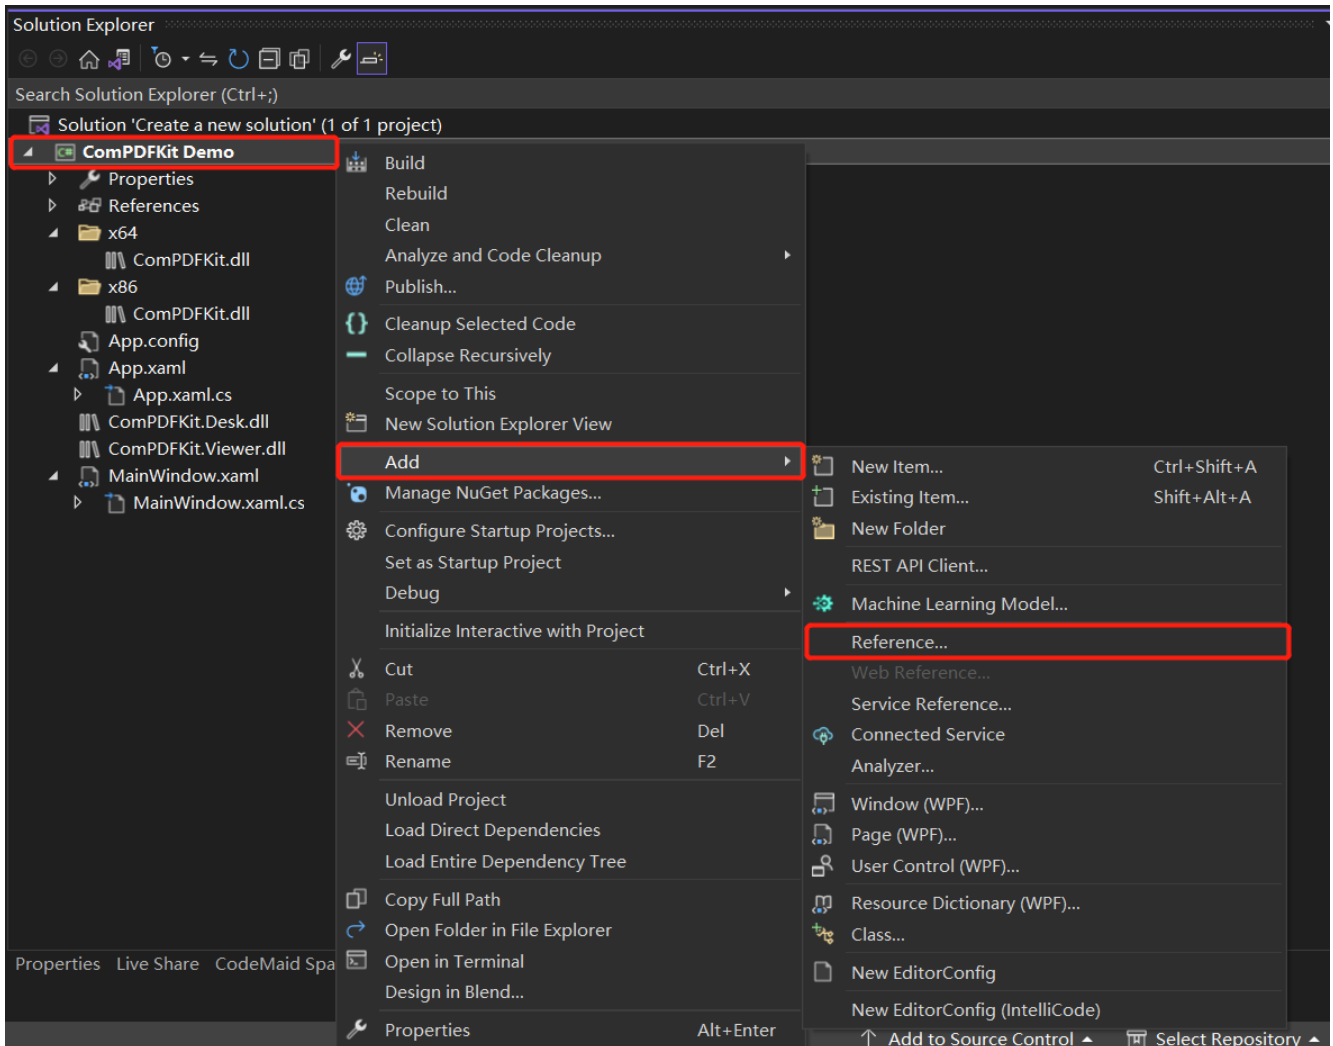 Solution Explorer
Search Solution Explorer (Ctrl+;)
Solution 'Create a new solution' (1 of 1 project)
ComPDFKit Demo
Properties
References
x64
ComPDFKit.dll
x86
ComPDFKit.dll
App.config
App.xaml
App.xaml.cs
ComPDFKit.Desk.dll
ComPDFKit.Viewer.dll
MainWindow.xaml
MainWindow.xaml.cs
Build
Rebuild
Clean
Analyze and Code Cleanup
Publish...
Cleanup Selected Code
Collapse Recursively
Scope to This
New Solution Explorer View
Add
Manage NuGet Packages...
Configure Startup Projects...
Set as Startup Project
Debug
Initialize Interactive with Project
Cut Ctrl+X
Paste Ctrl+V
Remove Del
Rename F2
Unload Project
Load Direct Dependencies
Load Entire Dependency Tree
Copy Full Path
Open Folder in File Explorer
Open in Terminal
Design in Blend...
Properties Alt+Enter
New Item... Ctrl+Shift+A
Existing Item... Shift+Alt+A
New Folder
REST API Client...
Machine Learning Model...
Reference...
Web Reference...
Service Reference...
Connected Service
Analyzer...
Window (WPF)...
Page (WPF)...
User Control (WPF)...
Resource Dictionary (WPF)...
Class...
New EditorConfig
New EditorConfig (IntelliCode)
Properties Live Share CodeMaid Spa
Add to Source Control Select Repository